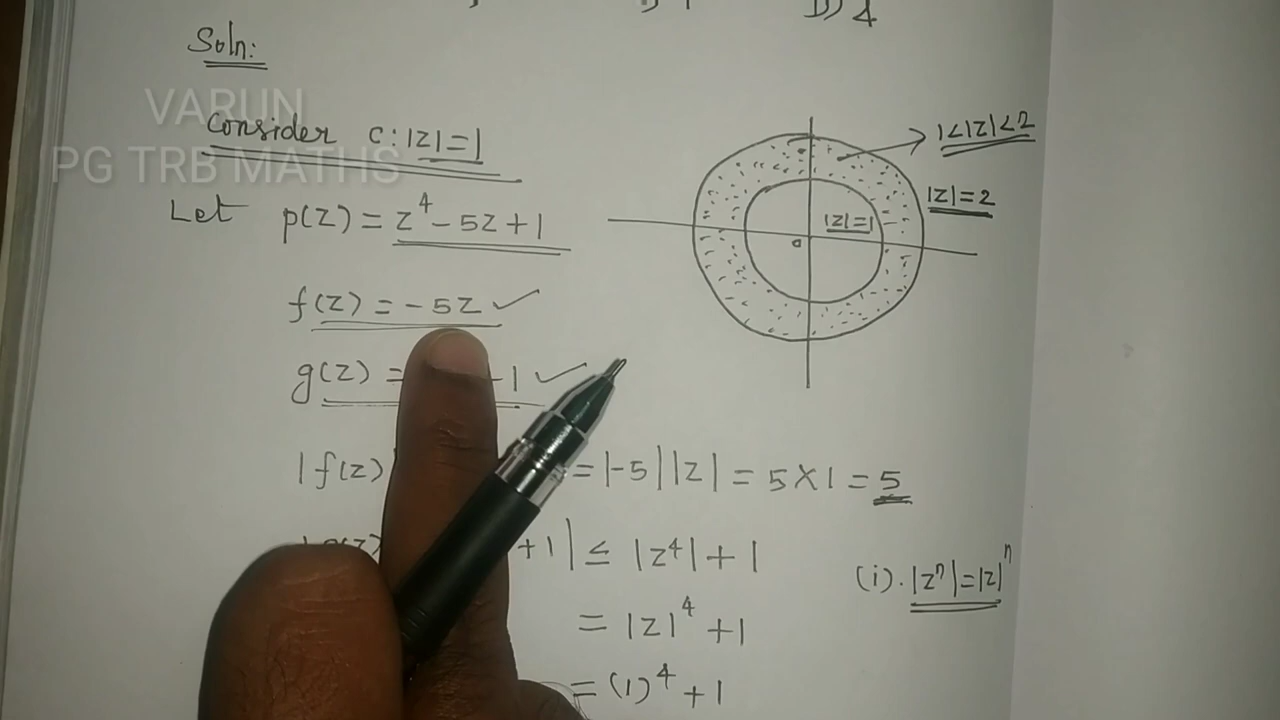 D) 4
Soln:
VARUN
PG TRB MATHS
Consider C: |z|=1
Let p(z) = z⁴ - 5z + 1
f(z) = -5z ✓
g(z) = -1 ✓
|f(z) = |-5| |z| = 5 × 1 = 5
+1| ≤ |z⁴| + 1
= |z|⁴ + 1
= (1)⁴ + 1
1<|z|<2
|z|=2
|z|=1
(i). |zⁿ| = |z|ⁿ